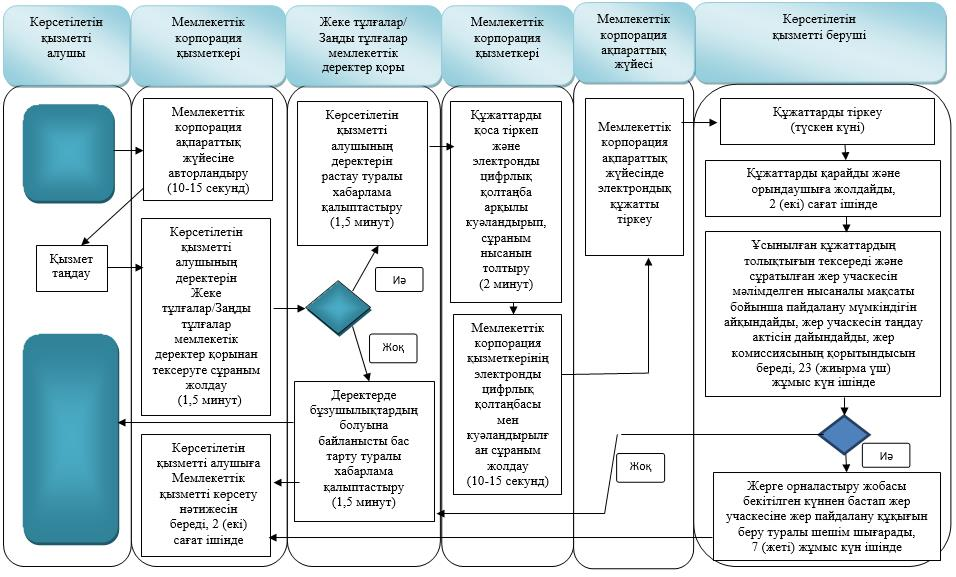 Көрсетілетін
қызметті
алушы
Мемлекеттік
корпорация
қызметкері
Жеке тұлғалар/
Заңды тұлғалар
мемлекеттік
деректер қоры
Мемлекеттік
корпорация
қызметкері
Мемлекеттік
корпорация
ақпараттық
жүйесі
Көрсетілетін
қызметті беруші
Қызмет
таңдау
Мемлекеттік
корпорация
ақпараттық
жүйесіне
авторландыру
(10-15 секунд)
Көрсетілетін
қызметті
алушының
деректерін
Жеке
тұлғалар/Заңды
тұлғалар
мемлекетік
деректер қорынан
тексеруге сұраным
жолдау
(1,5 минут)
Көрсетілетін
қызметті алушыға
Мемлекеттік
қызметті көрсету
нәтижесін
береді, 2 (екі)
сағат ішінде
Көрсетілетін
қызметті
алушының
деректерін
растау туралы
хабарлама
қалыптастыру
(1,5 минут)
Иә
Жоқ
Деректерде
бұзушылықтардың
болуына
байланысты бас
тарту туралы
хабарлама
қалыптастыру
(1,5 минут)
Құжаттарды
қоса тіркеп
және
электронды
цифрлық
қолтаңба
арқылы
куәландырып,
сұраным
нысанын
толтыру
(2 минут)
Мемлекеттік
корпорация
қызметкерінің
электронды
цифрлық
қолтаңбасы
мен
куәландырылғ
ан сұраным
жолдау
(10-15 секунд)
Мемлекеттік
корпорация
ақпараттық
жүйесінде
электрондық
құжатты
тіркеу
Жоқ
Құжаттарды тіркеу
(түскен күні)
Құжаттарды қарайды және
орындаушыға жолдайды,
2 (екі) сағат ішінде
Ұсынылған құжаттардың
толықтығын тексереді және
сұратылған жер учаскесін
мәлімделген нысаналы мақсаты
бойынша пайдалану мүмкіндігін
айқындайды, жер учаскесін таңдау
актісін дайындайды, жер
комиссиясының қорытындысын
береді, 23 (жиырма үш)
жұмыс күн ішінде
Иә
Жерге орналастыру жобасы
бекітілген күннен бастап жер
учаскесіне жер пайдалану құқығын
беру туралы шешім шығарады,
7 (жеті) жұмыс күн ішінде